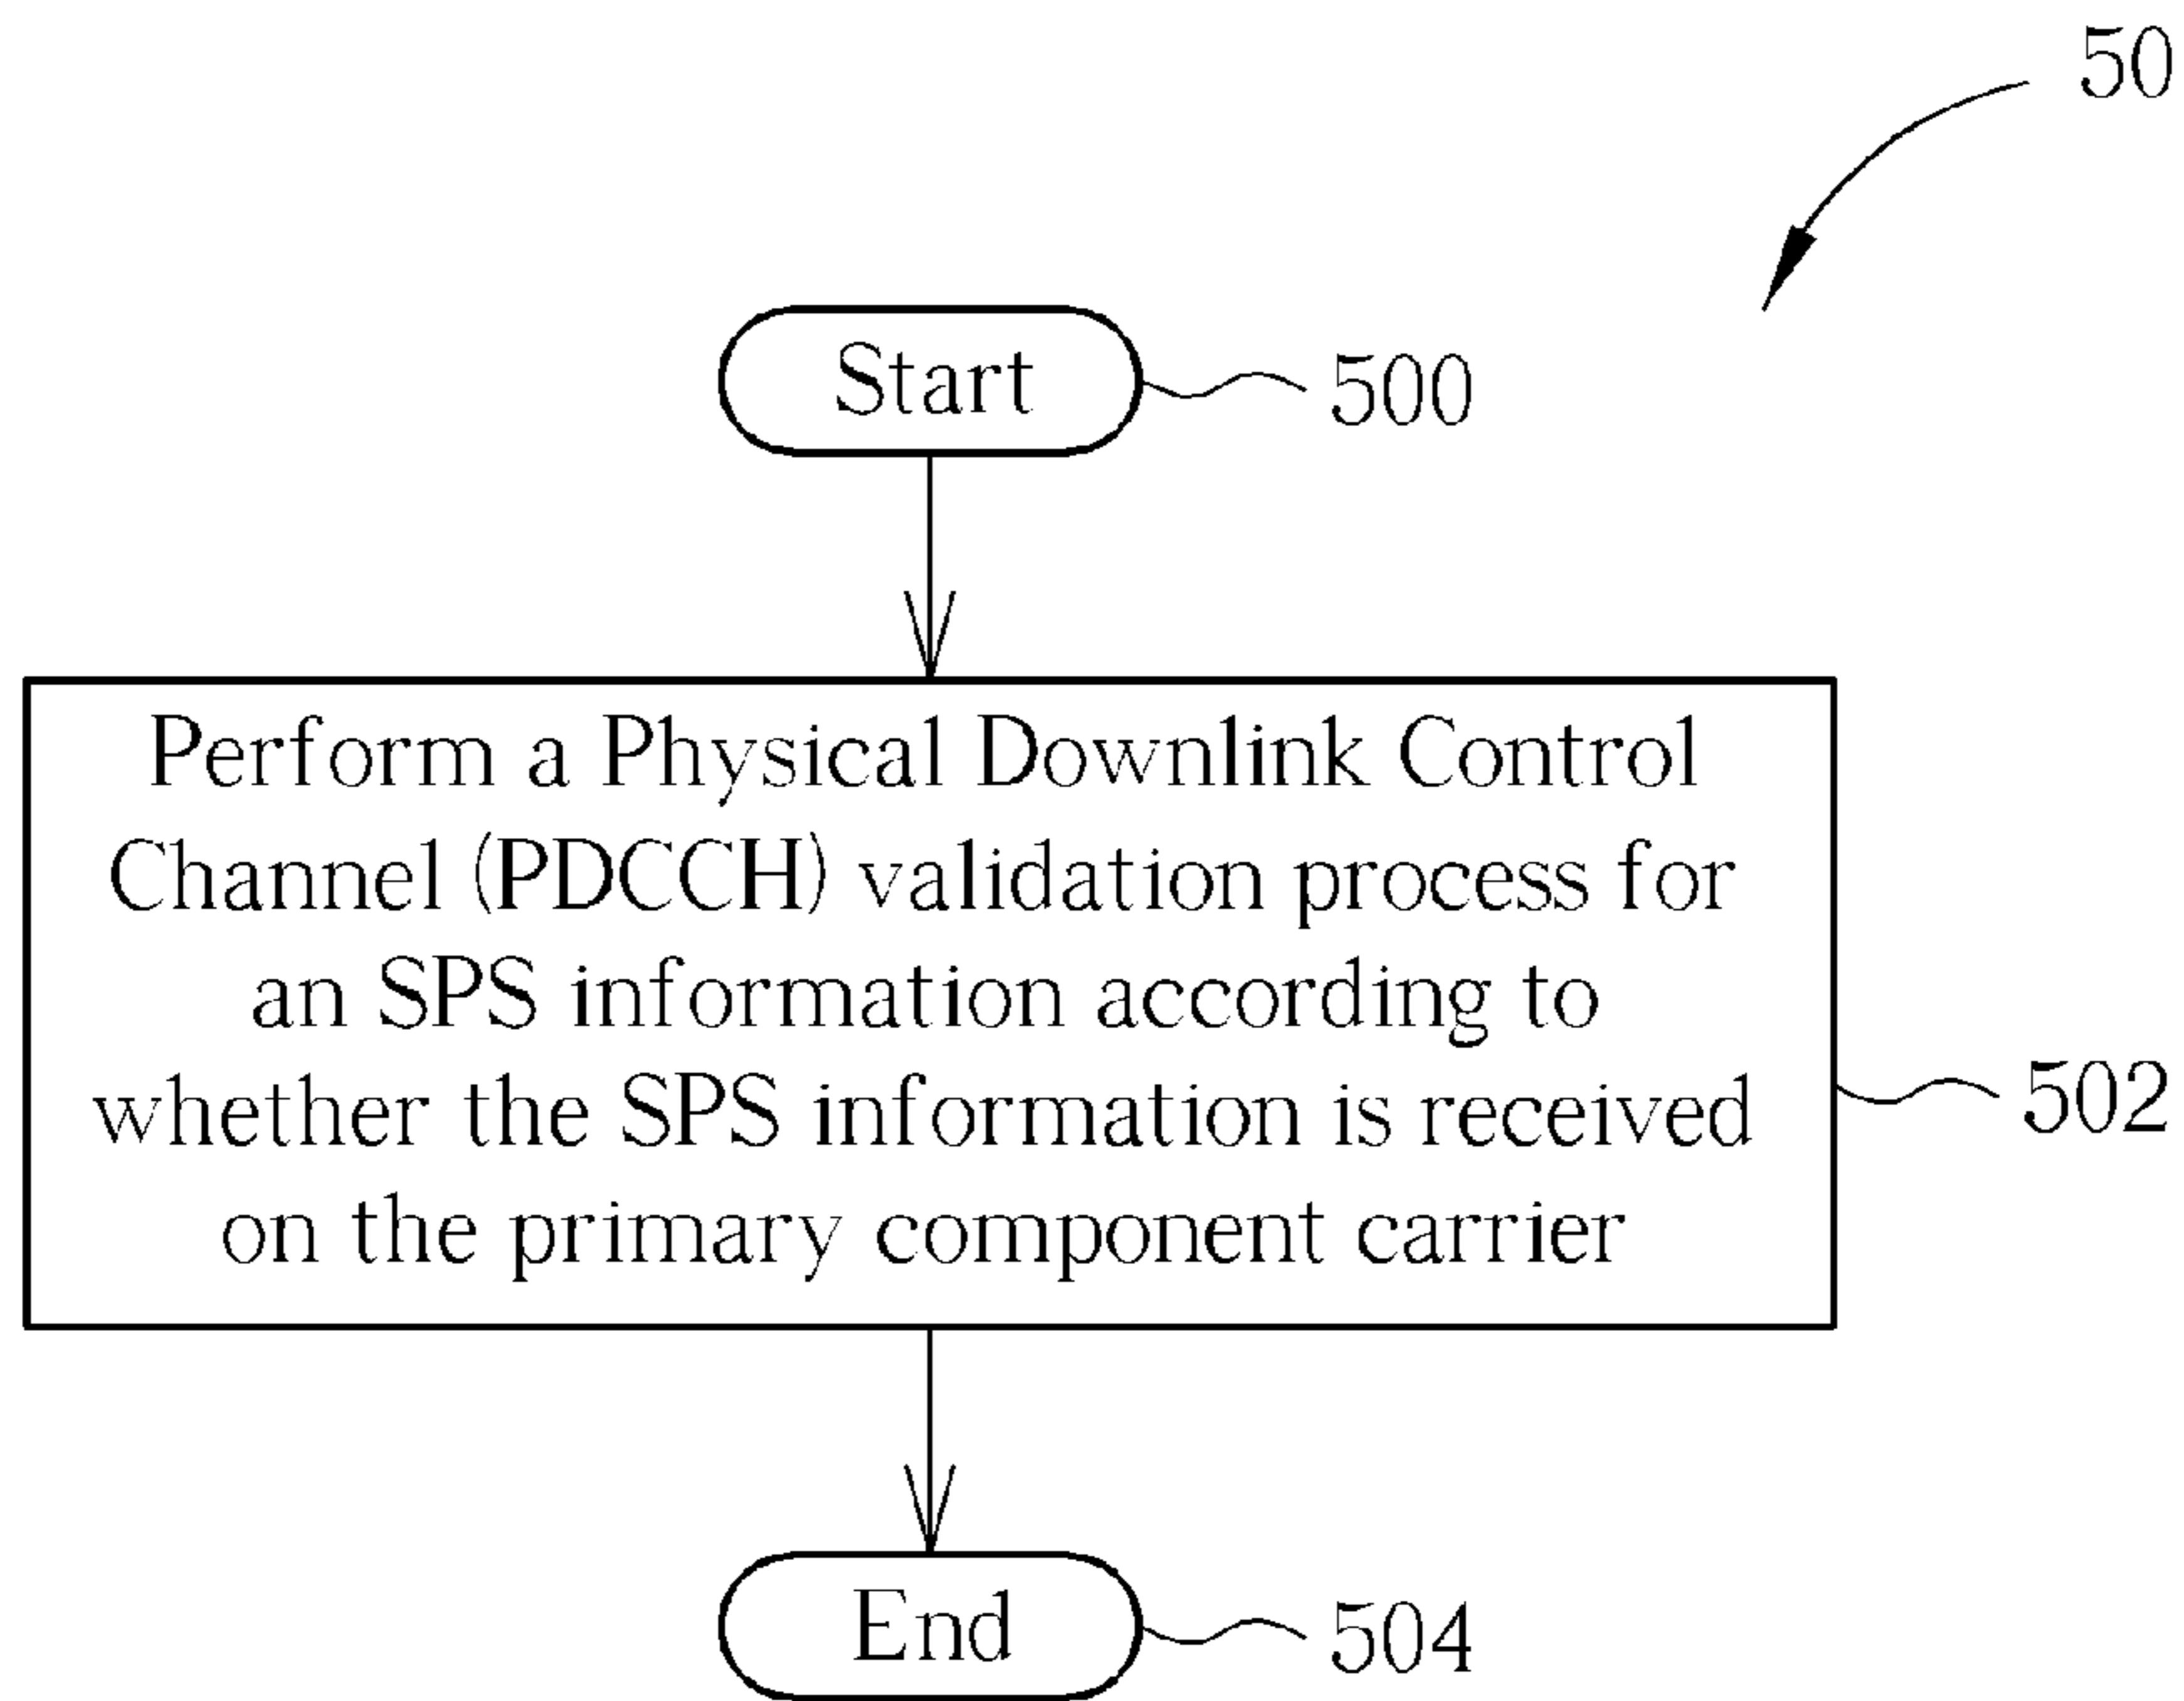 50
Start
500
Perform a Physical Downlink Control
Channel (PDCCH) validation process for
an SPS information according to
whether the SPS information is received
on the primary component carrier
502
End
504